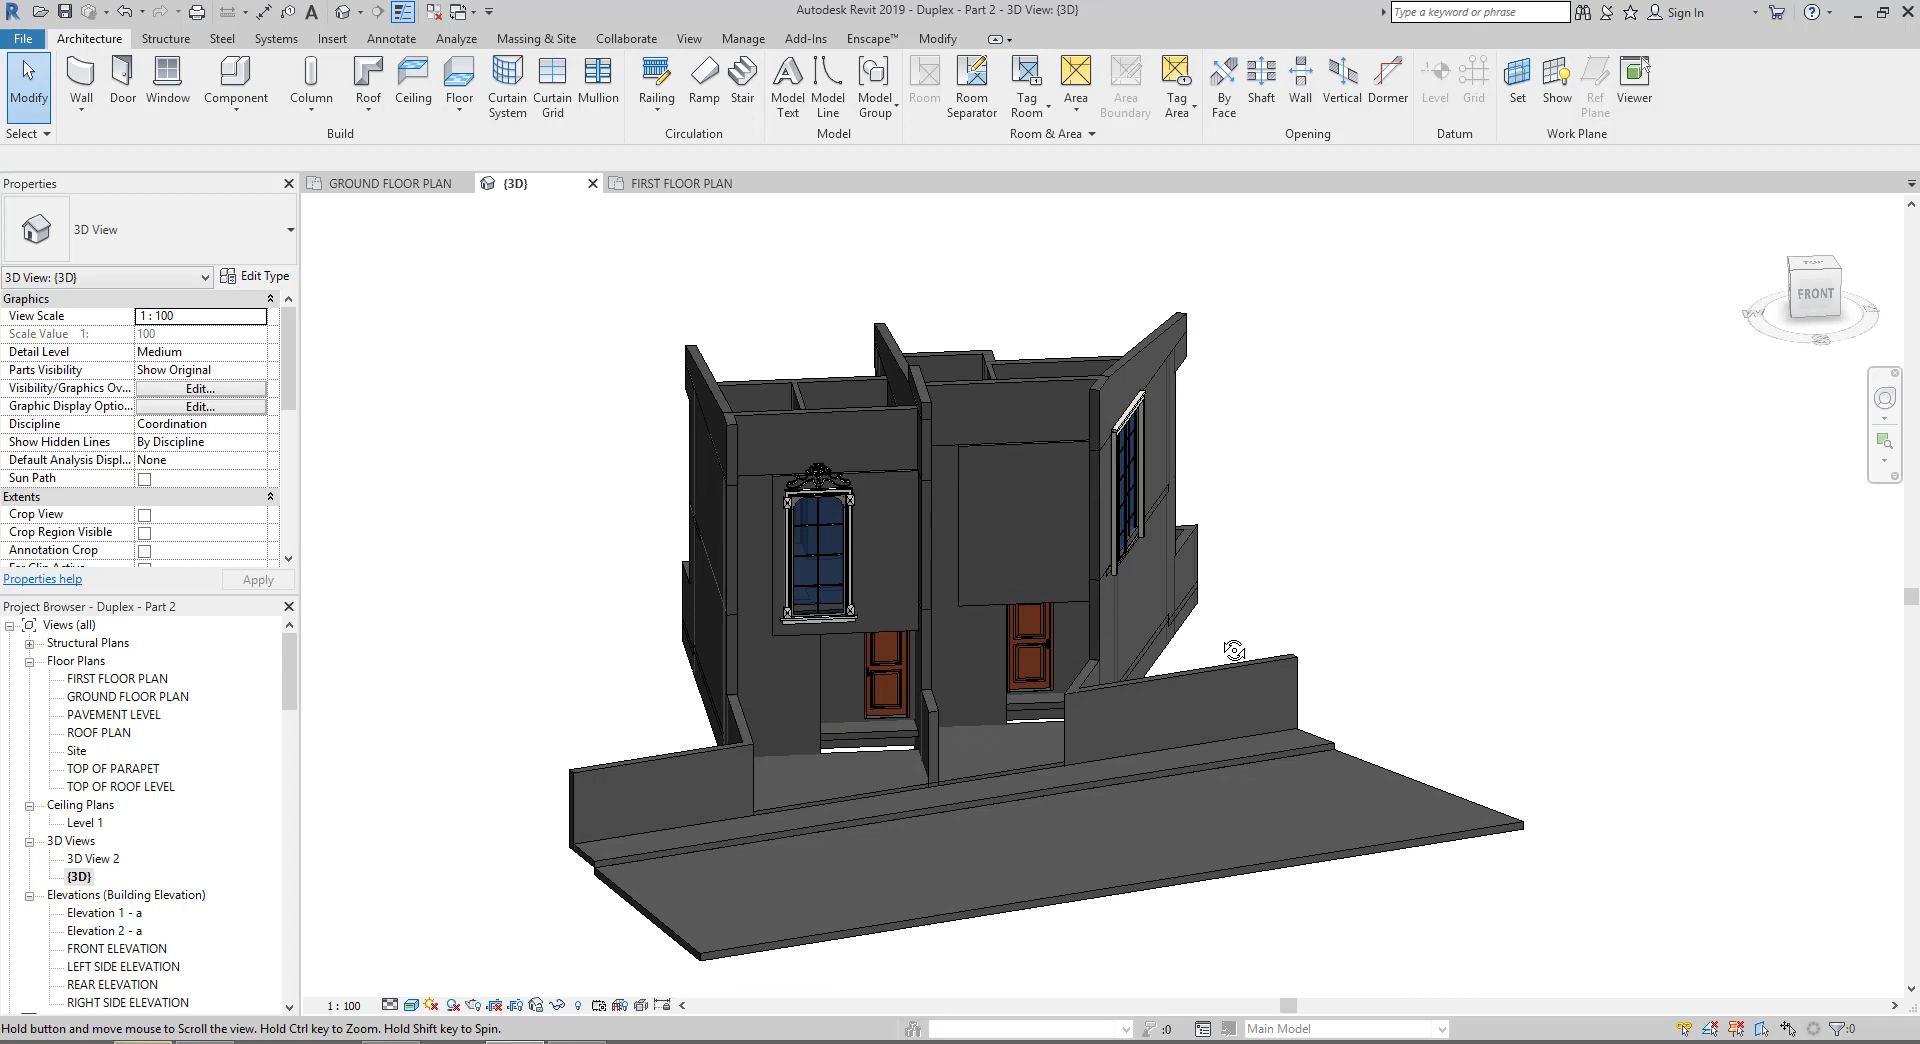 Autodesk Revit 2019 - Duplex - Part 2 - 3D View: {3D}
Type a keyword or phrase
Sign In
File Architecture Structure Steel Systems Insert Annotate Analyze Massing & Site Collaborate View Manage Add-Ins Enscape™ Modify
Modify Wall Door Window Component Column Roof Ceiling Floor Curtain System Curtain Grid Mullion Railing Ramp Stair Model Text Model Line Model Group Room Room Separator Tag Room Area Area Boundary Tag Area By Face Shaft Wall Vertical Dormer Level Grid Set Show Ref Plane Viewer
Select Build Circulation Model Room & Area Opening Datum Work Plane
Properties
GROUND FLOOR PLAN {3D} FIRST FLOOR PLAN
3D View
3D View: {3D} Edit Type
Graphics
View Scale 1 : 100
Scale Value 1: 100
Detail Level Medium
Parts Visibility Show Original
Visibility/Graphics Ov... Edit...
Graphic Display Optio... Edit...
Discipline Coordination
Show Hidden Lines By Discipline
Default Analysis Displ... None
Sun Path
Extents
Crop View
Crop Region Visible
Annotation Crop
Properties help Apply
TOP
FRONT
Project Browser - Duplex - Part 2
Views (all)
Structural Plans
Floor Plans
FIRST FLOOR PLAN
GROUND FLOOR PLAN
PAVEMENT LEVEL
ROOF PLAN
Site
TOP OF PARAPET
TOP OF ROOF LEVEL
Ceiling Plans
Level 1
3D Views
3D View 2
{3D}
Elevations (Building Elevation)
Elevation 1 - a
Elevation 2 - a
FRONT ELEVATION
LEFT SIDE ELEVATION
REAR ELEVATION
RIGHT SIDE ELEVATION
1 : 100
Hold button and move mouse to Scroll the view. Hold Ctrl key to Zoom. Hold Shift key to Spin.
:0
Main Model
:0